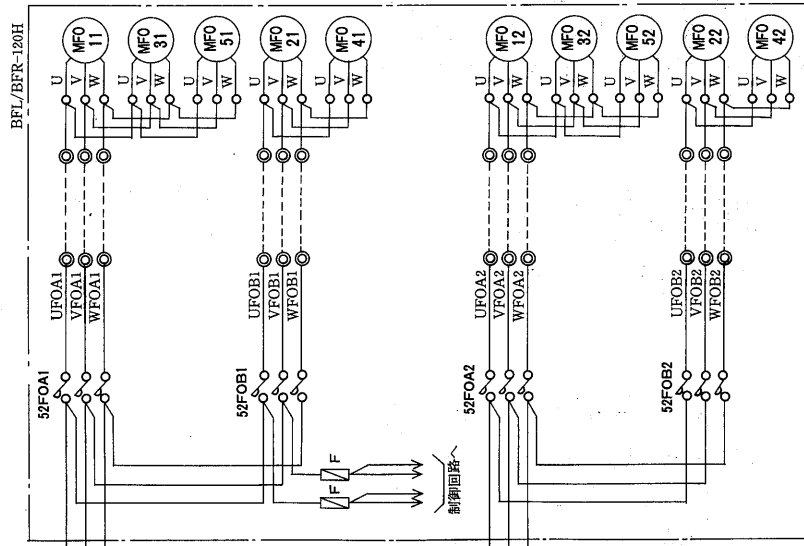 BFL/BFR-120H
MFO 11
MFO 31
MFO 51
MFO 21
MFO 41
MFO 12
MFO 32
MFO 52
MFO 22
MFO 42
U V W
U V W
U V W
U V W
U V W
U V W
U V W
U V W
U V W
U V W
UFOA1
VFOA1
WFOA1
UFOB1
VFOB1
WFOB1
UFOA2
VFOA2
WFOA2
UFOB2
VFOB2
WFOB2
52FOA1
52FOB1
52FOA2
52FOB2
F
F
制御回路へ